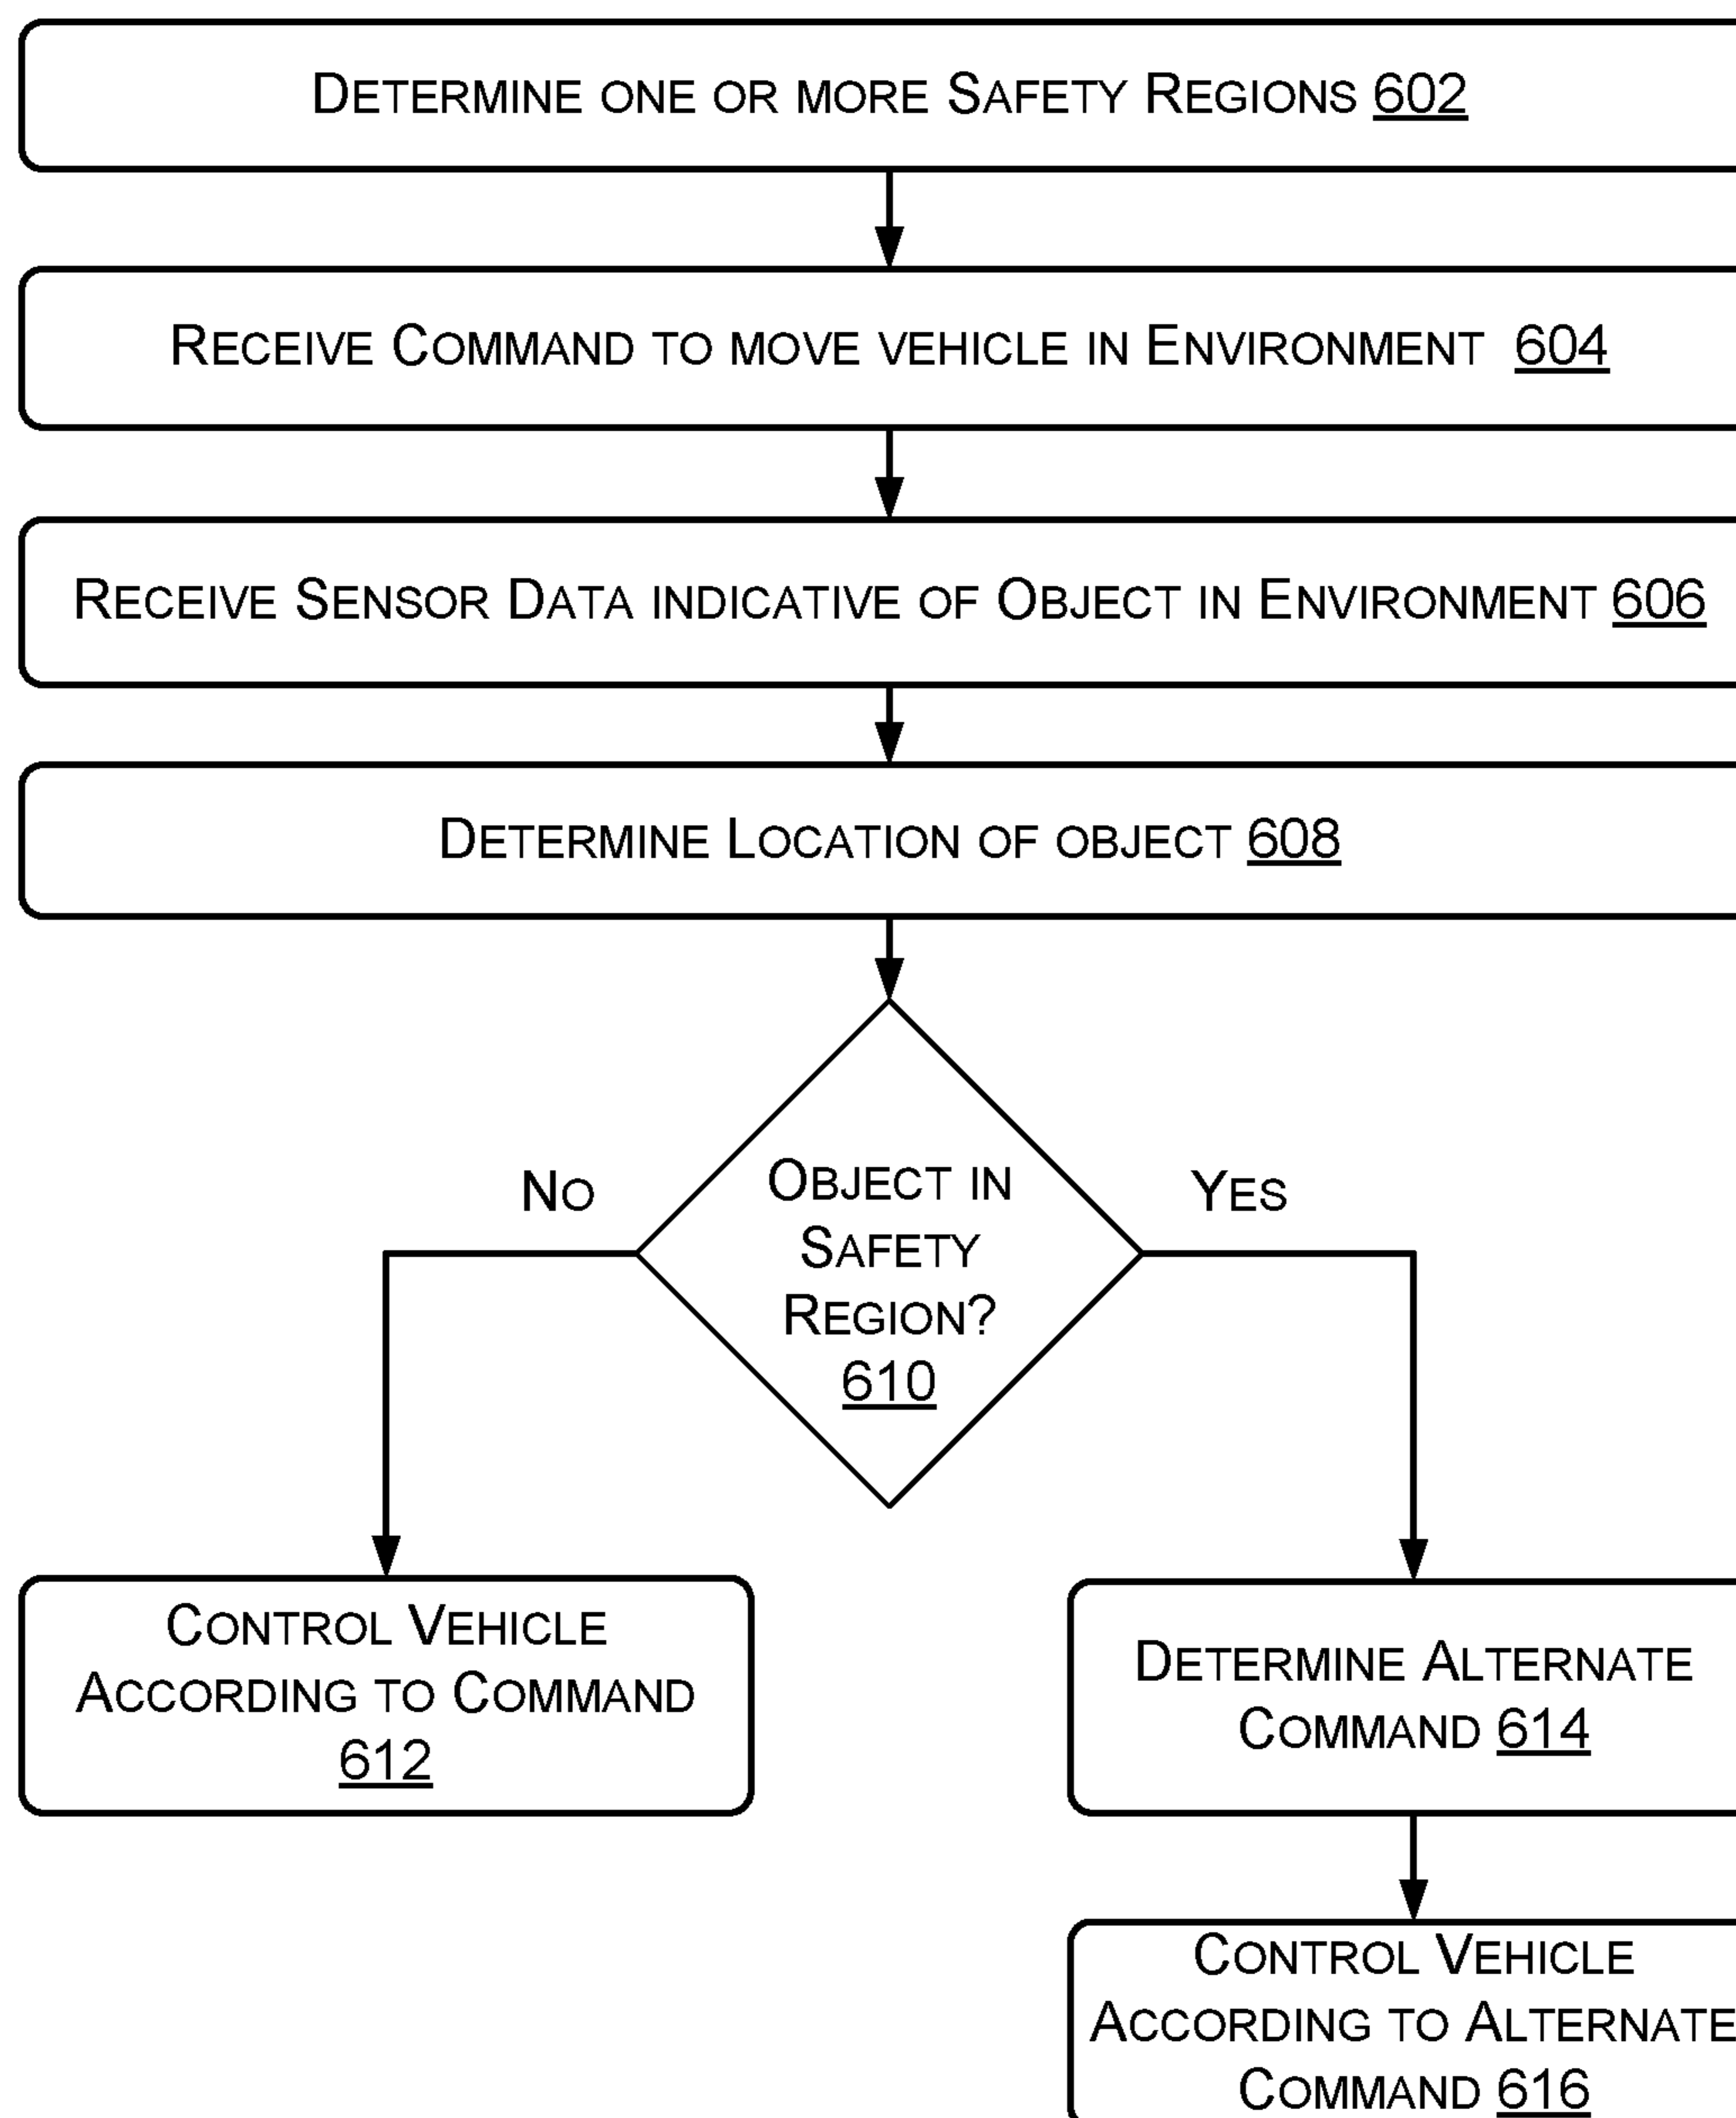 Determine one or more Safety Regions 602
Receive Command to move vehicle in Environment 604
Receive Sensor Data indicative of Object in Environment 606
Determine Location of object 608
No
Yes
Object in
Safety
Region?
610
Control Vehicle
According to Command
612
Determine Alternate
Command 614
Control Vehicle
According to Alternate
Command 616